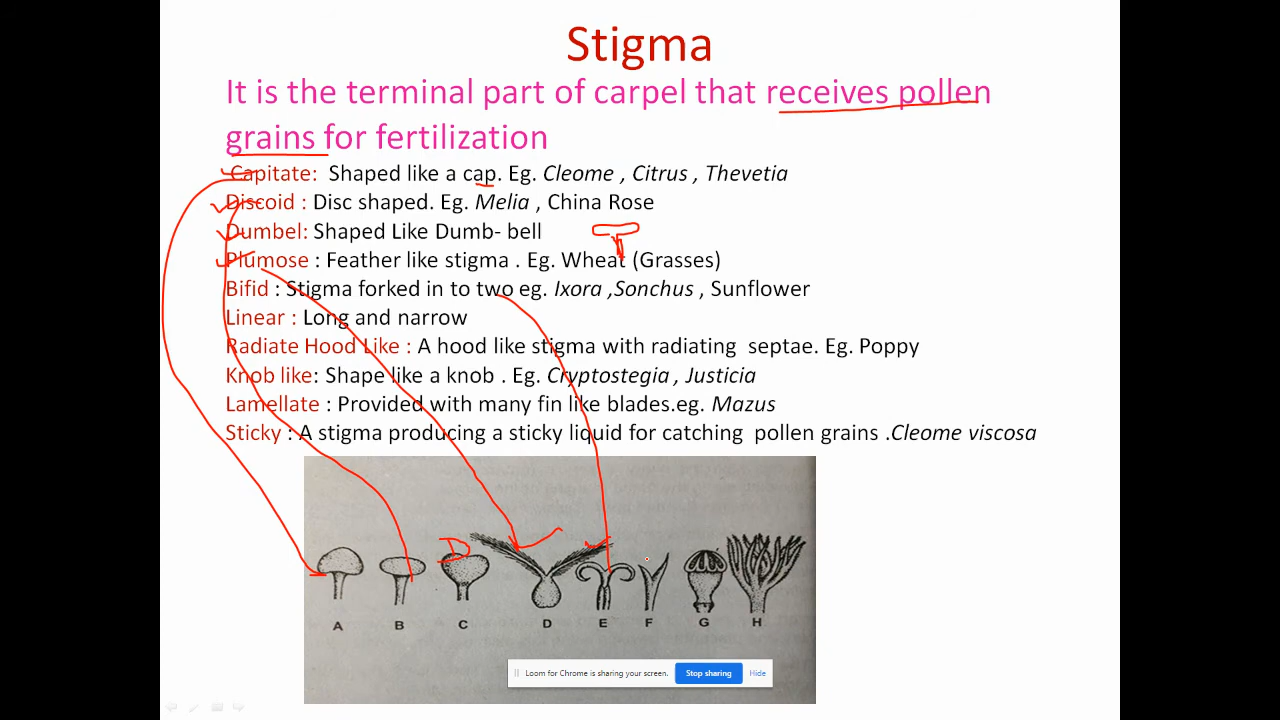 Stigma
It is the terminal part of carpel that receives pollen
grains for fertilization
Capitate: Shaped like a cap. Eg. Cleome , Citrus , Thevetia
Discoid : Disc shaped. Eg. Melia , China Rose
Dumbel: Shaped Like Dumb- bell
Plumose : Feather like stigma . Eg. Wheat (Grasses)
Bifid : Stigma forked in to two eg. Ixora ,Sonchus , Sunflower
Linear : Long and narrow
Radiate Hood Like : A hood like stigma with radiating septae. Eg. Poppy
Knob like: Shape like a knob . Eg. Cryptostegia , Justicia
Lamellate : Provided with many fin like blades.eg. Mazus
Sticky : A stigma producing a sticky liquid for catching pollen grains .Cleome viscosa
D
A B C D E F G H
Loom for Chrome is sharing your screen. Stop sharing Hide